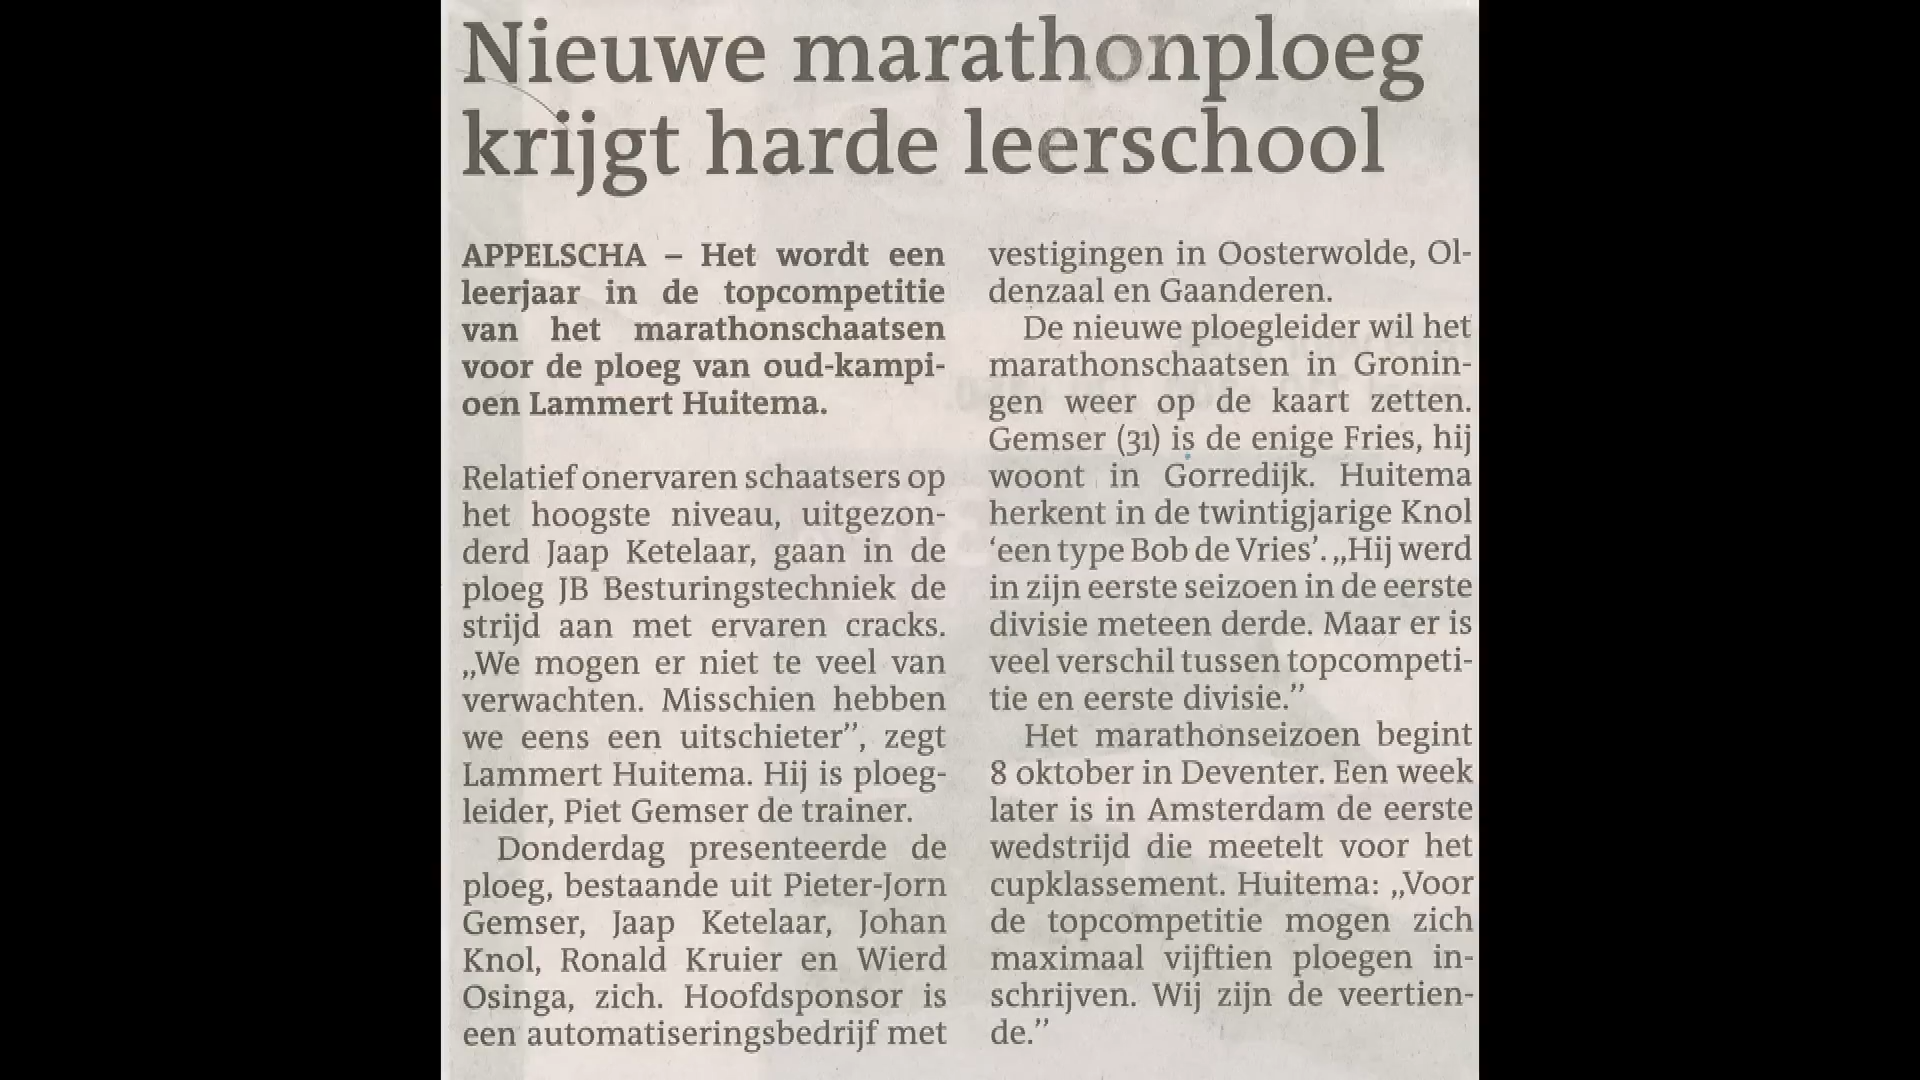 Nieuwe marathonploeg
krijgt harde leerschool
APPELSCHA – Het wordt een
leerjaar in de topcompetitie
van het marathonschaatsen
voor de ploeg van oud-kampi-
oen Lammert Huitema.
Relatief onervaren schaatsers op
het hoogste niveau, uitgezon-
derd Jaap Ketelaar, gaan in de
ploeg JB Besturingstechniek de
strijd aan met ervaren cracks.
„We mogen er niet te veel van
verwachten. Misschien hebben
we eens een uitschieter”, zegt
Lammert Huitema. Hij is ploeg-
leider, Piet Gemser de trainer.
Donderdag presenteerde de
ploeg, bestaande uit Pieter-Jorn
Gemser, Jaap Ketelaar, Johan
Knol, Ronald Kruier en Wierd
Osinga, zich. Hoofdsponsor is
een automatiseringsbedrijf met
vestigingen in Oosterwolde, Ol-
denzaal en Gaanderen.
De nieuwe ploegleider wil het
marathonschaatsen in Gronin-
gen weer op de kaart zetten.
Gemser (31) is de enige Fries, hij
woont in Gorredijk. Huitema
herkent in de twintigjarige Knol
‘een type Bob de Vries’. „Hij werd
in zijn eerste seizoen in de eerste
divisie meteen derde. Maar er is
veel verschil tussen topcompeti-
tie en eerste divisie.”
Het marathonseizoen begint
8 oktober in Deventer. Een week
later is in Amsterdam de eerste
wedstrijd die meetelt voor het
cupklassement. Huitema: „Voor
de topcompetitie mogen zich
maximaal vijftien ploegen in-
schrijven. Wij zijn de veertien-
de.”